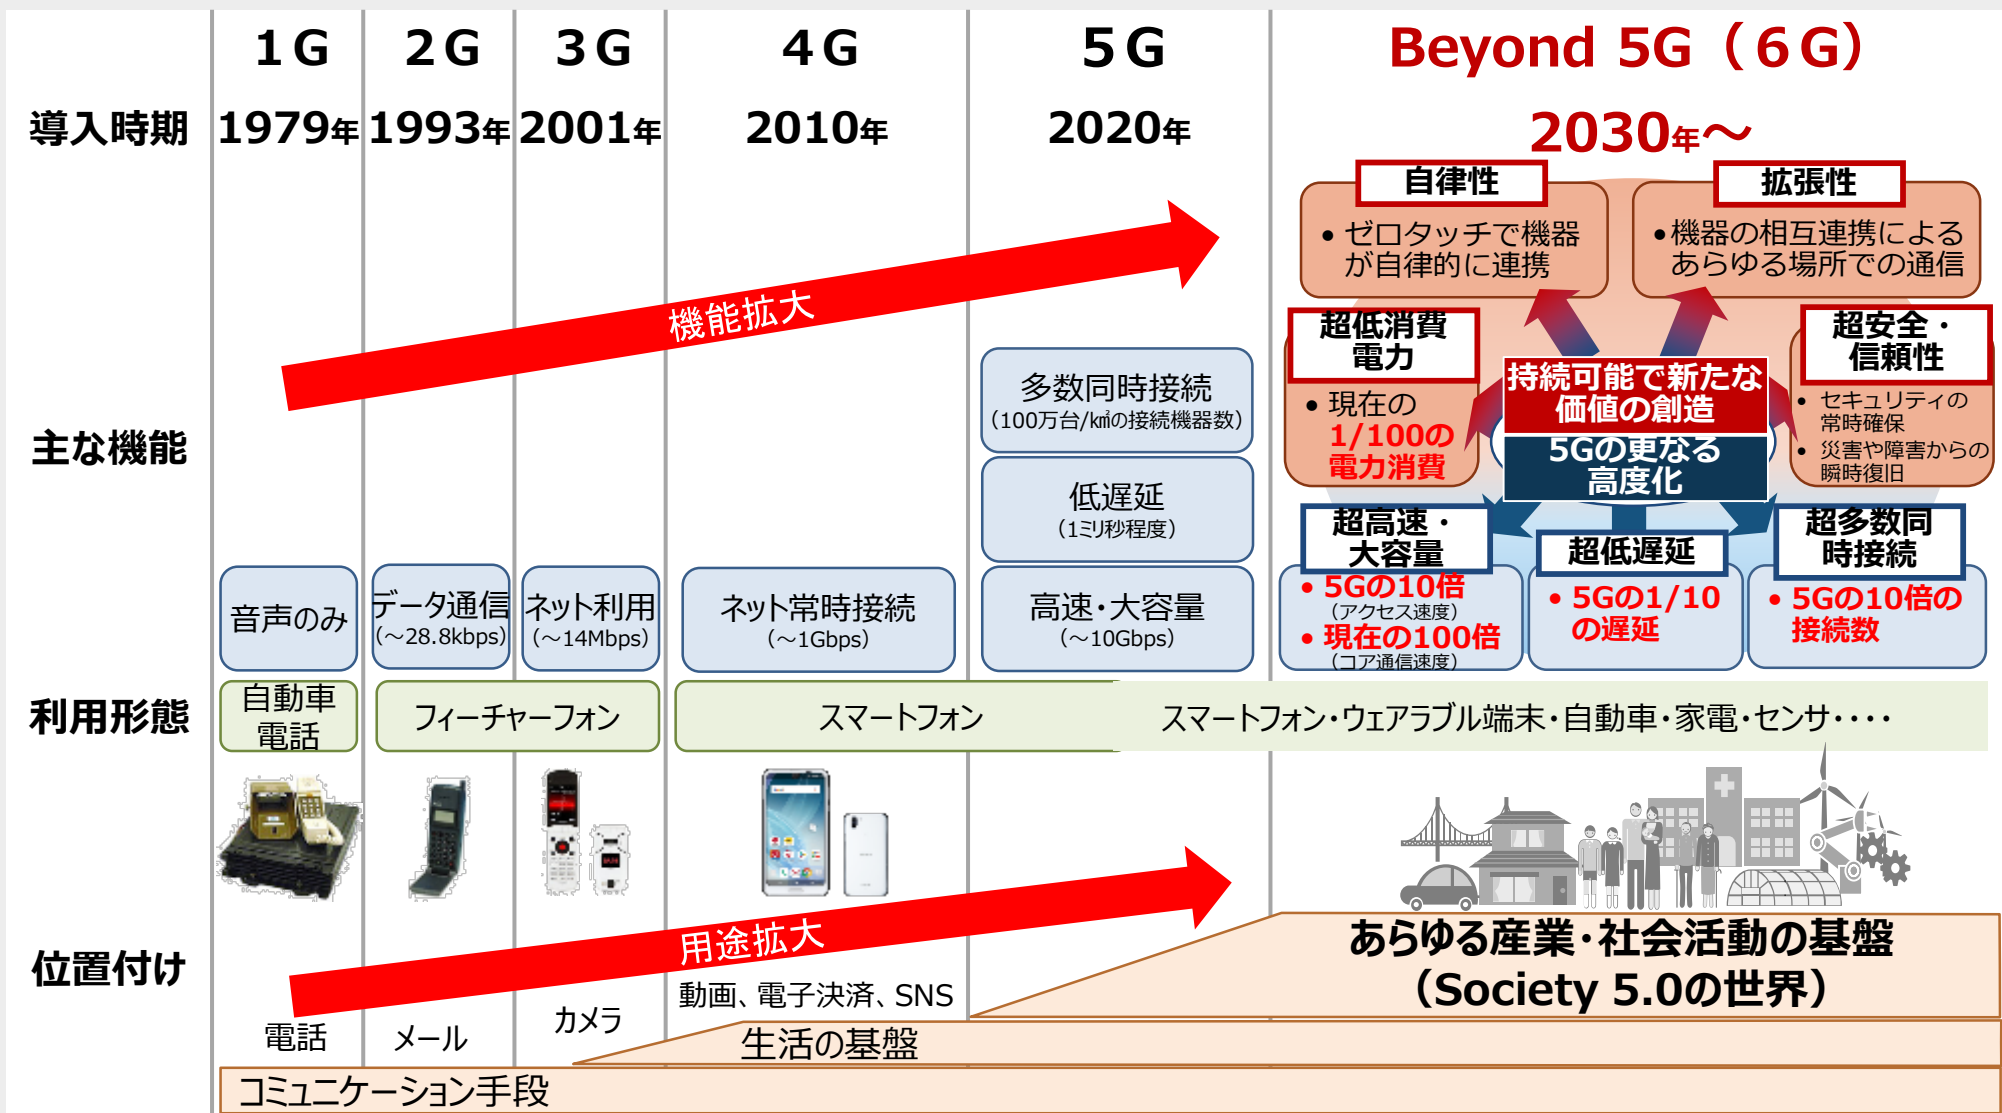 1G 2G 3G 4G 5G Beyond 5G（6G）
導入時期 1979年 1993年 2001年 2010年 2020年 2030年～
機能拡大
主な機能
音声のみ
データ通信
（～28.8kbps）
ネット利用
（～14Mbps）
ネット常時接続
（～1Gbps）
多数同時接続
（100万台/㎢の接続機器数）
低遅延
（1ミリ秒程度）
高速・大容量
（～10Gbps）
自律性
• ゼロタッチで機器
が自律的に連携
拡張性
• 機器の相互連携による
あらゆる場所での通信
超低消費
電力
• 現在の
1/100の
電力消費
持続可能で新たな
価値の創造
5Gの更なる
高度化
超安全・
信頼性
• セキュリティの
常時確保
• 災害や障害からの
瞬時復旧
超高速・
大容量
• 5Gの10倍
（アクセス速度）
• 現在の100倍
（コア通信速度）
超低遅延
• 5Gの1/10
の遅延
超多数同
時接続
• 5Gの10倍の
接続数
利用形態
自動車
電話
フィーチャーフォン
スマートフォン
スマートフォン・ウェアラブル端末・自動車・家電・センサ・・・・
用途拡大
位置付け
電話
メール
カメラ
動画、電子決済、SNS
あらゆる産業・社会活動の基盤
（Society 5.0の世界）
生活の基盤
コミュニケーション手段